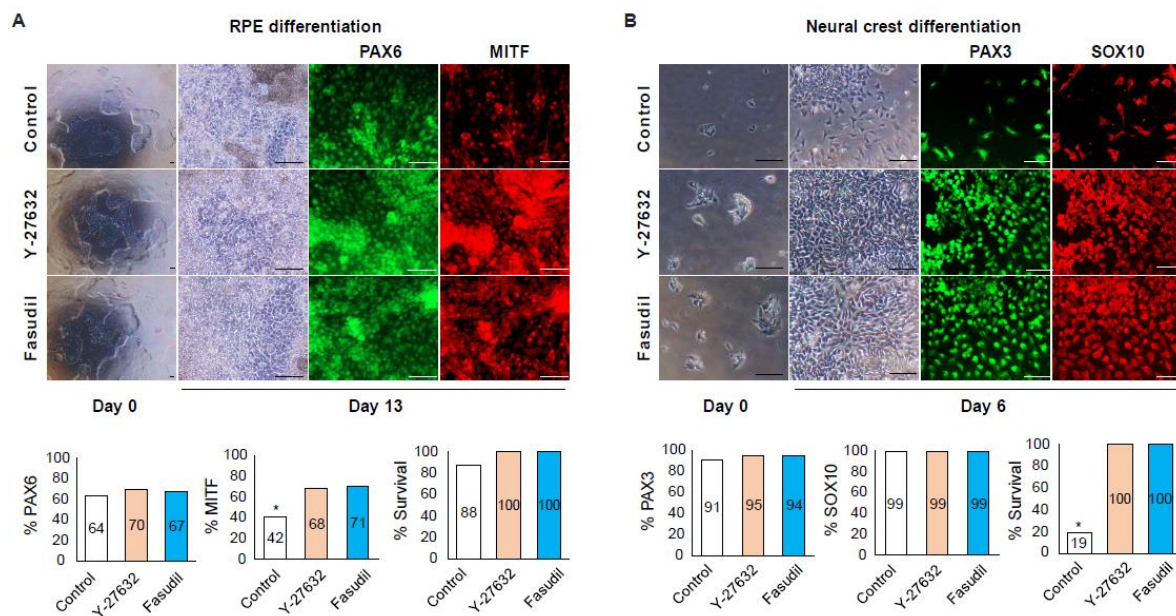 A
RPE differentiation
PAX6
MITF
Control
Y-27632
Fasudil
Day 0
Day 13
% PAX6
100
80
60
40
20
0
64
70
67
Control
Y-27632
Fasudil
% MITF
100
80
60
40
20
0
*
42
68
71
Control
Y-27632
Fasudil
% Survival
100
80
60
40
20
0
88
100
100
Control
Y-27632
Fasudil
B
Neural crest differentiation
PAX3
SOX10
Control
Y-27632
Fasudil
Day 0
Day 6
% PAX3
100
80
60
40
20
0
91
95
94
Control
Y-27632
Fasudil
% SOX10
100
80
60
40
20
0
99
99
99
Control
Y-27632
Fasudil
% Survival
100
80
60
40
20
0
*
19
100
100
Control
Y-27632
Fasudil